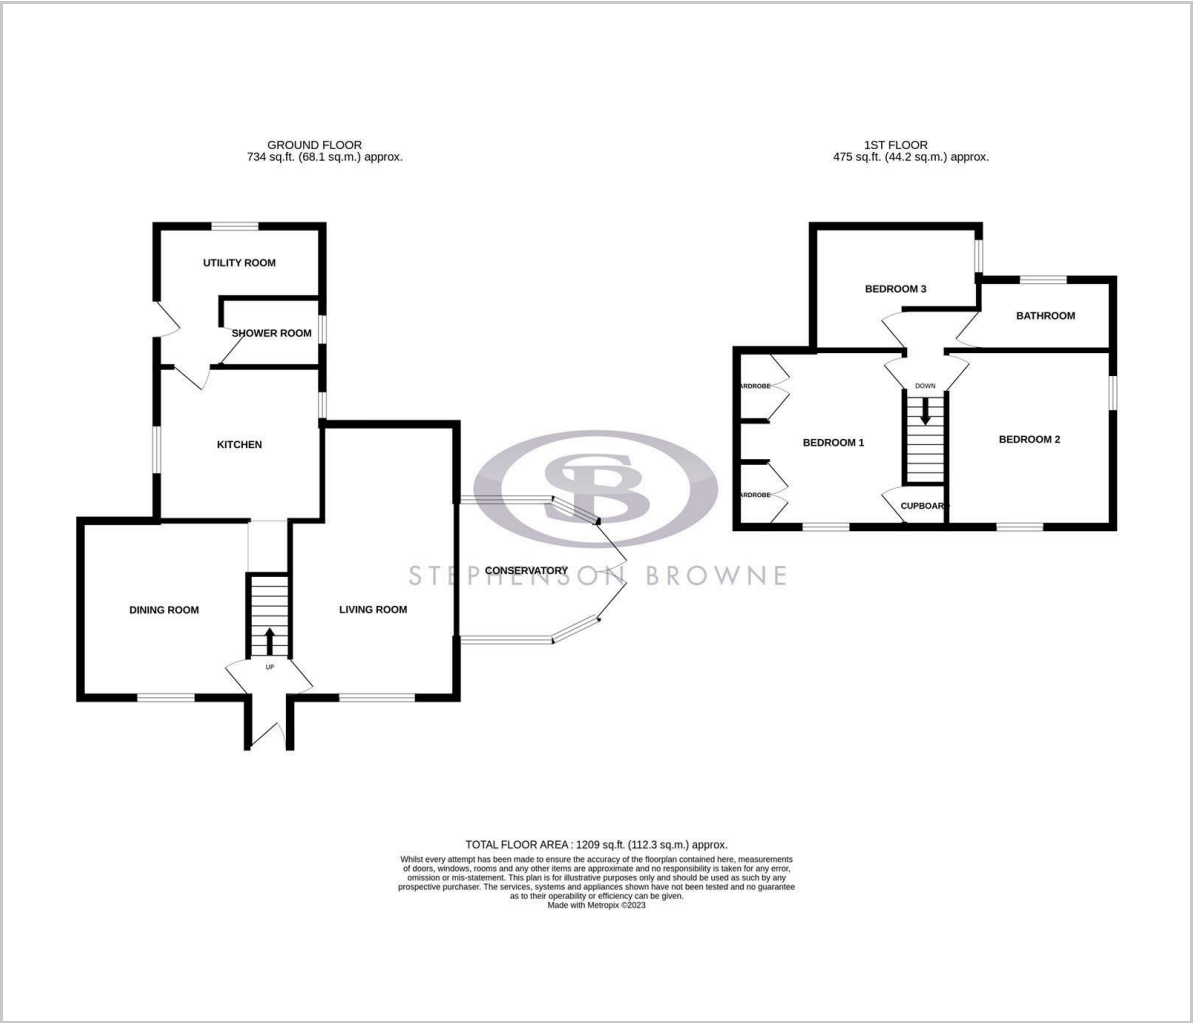 GROUND FLOOR
734 sq.ft. (68.1 sq.m.) approx.
1ST FLOOR
475 sq.ft. (44.2 sq.m.) approx.
UTILITY ROOM
SHOWER ROOM
KITCHEN
DINING ROOM
UP
LIVING ROOM
CONSERVATORY
BEDROOM 3
BATHROOM
ARDROBE
DOWN
BEDROOM 1
BEDROOM 2
ARDROBE
CUPBOARD
SB
STEPHENSON BROWNE
TOTAL FLOOR AREA : 1209 sq.ft. (112.3 sq.m.) approx.
Whilst every attempt has been made to ensure the accuracy of the floorplan contained here, measurements
of doors, windows, rooms and any other items are approximate and no responsibility is taken for any error,
omission or mis-statement. This plan is for illustrative purposes only and should be used as such by any
prospective purchaser. The services, systems and appliances shown have not been tested and no guarantee
as to their operability or efficiency can be given.
Made with Metropix ©2023